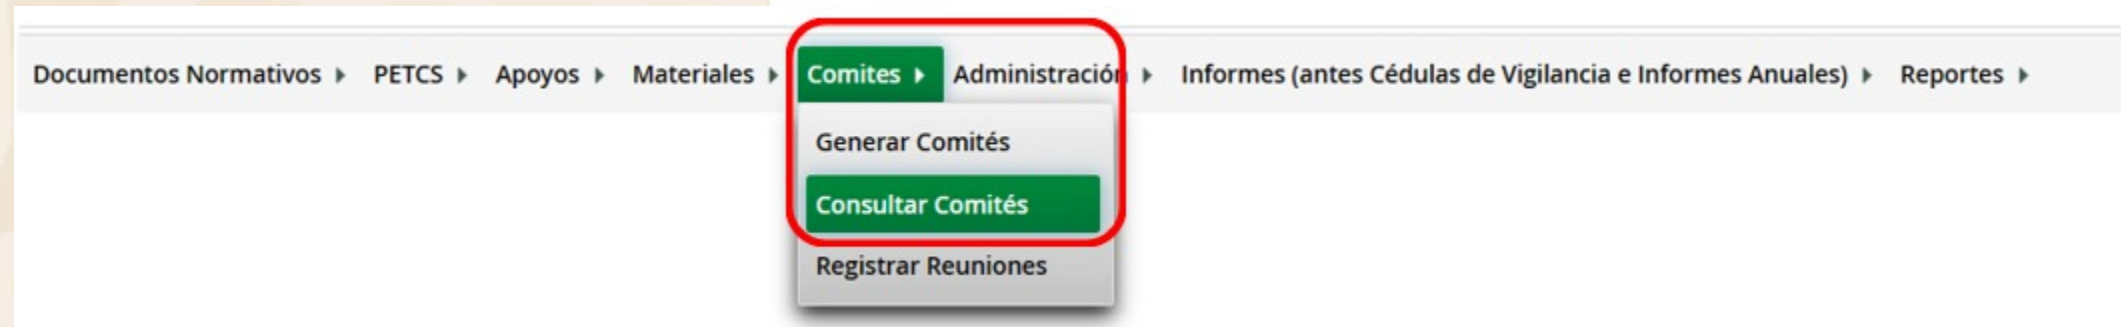 Documentos Normativos PETCS Apoyos Materiales Comites Administración Informes (antes Cédulas de Vigilancia e Informes Anuales) Reportes
Generar Comités
Consultar Comités
Registrar Reuniones